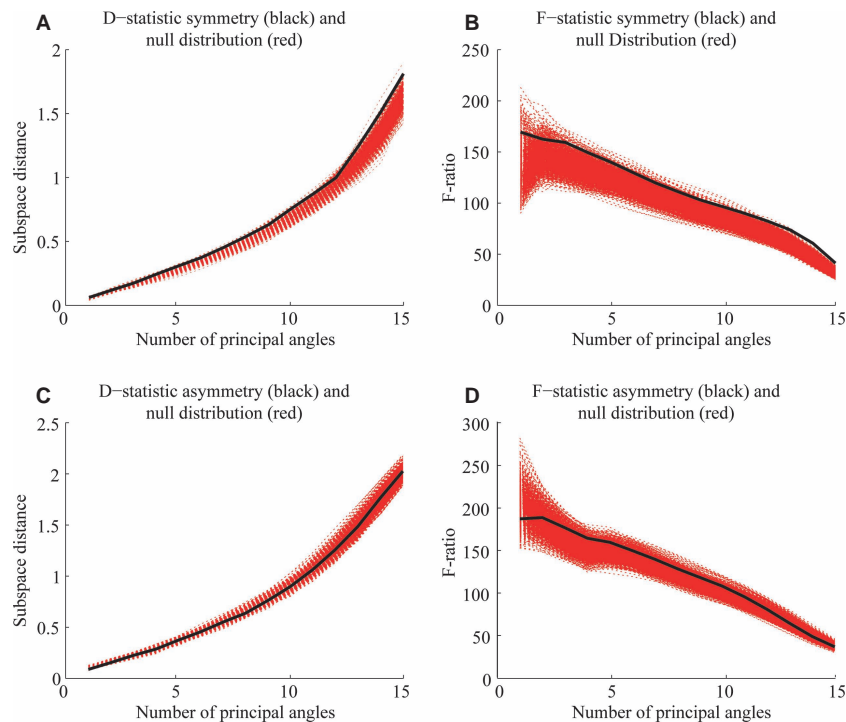 A
D−statistic symmetry (black) and
null distribution (red)
2
1.5
1
0.5
0
0
5
10
15
Subspace distance
Number of principal angles
B
F−statistic symmetry (black) and
null Distribution (red)
250
200
150
100
50
0
0
5
10
15
F-ratio
Number of principal angles
C
D−statistic asymmetry (black) and
null distribution (red)
2.5
2
1.5
1
0.5
0
0
5
10
15
Subspace distance
Number of principal angles
D
F−statistic asymmetry (black) and
null distribution (red)
300
250
200
150
100
50
0
0
5
10
15
F-ratio
Number of principal angles